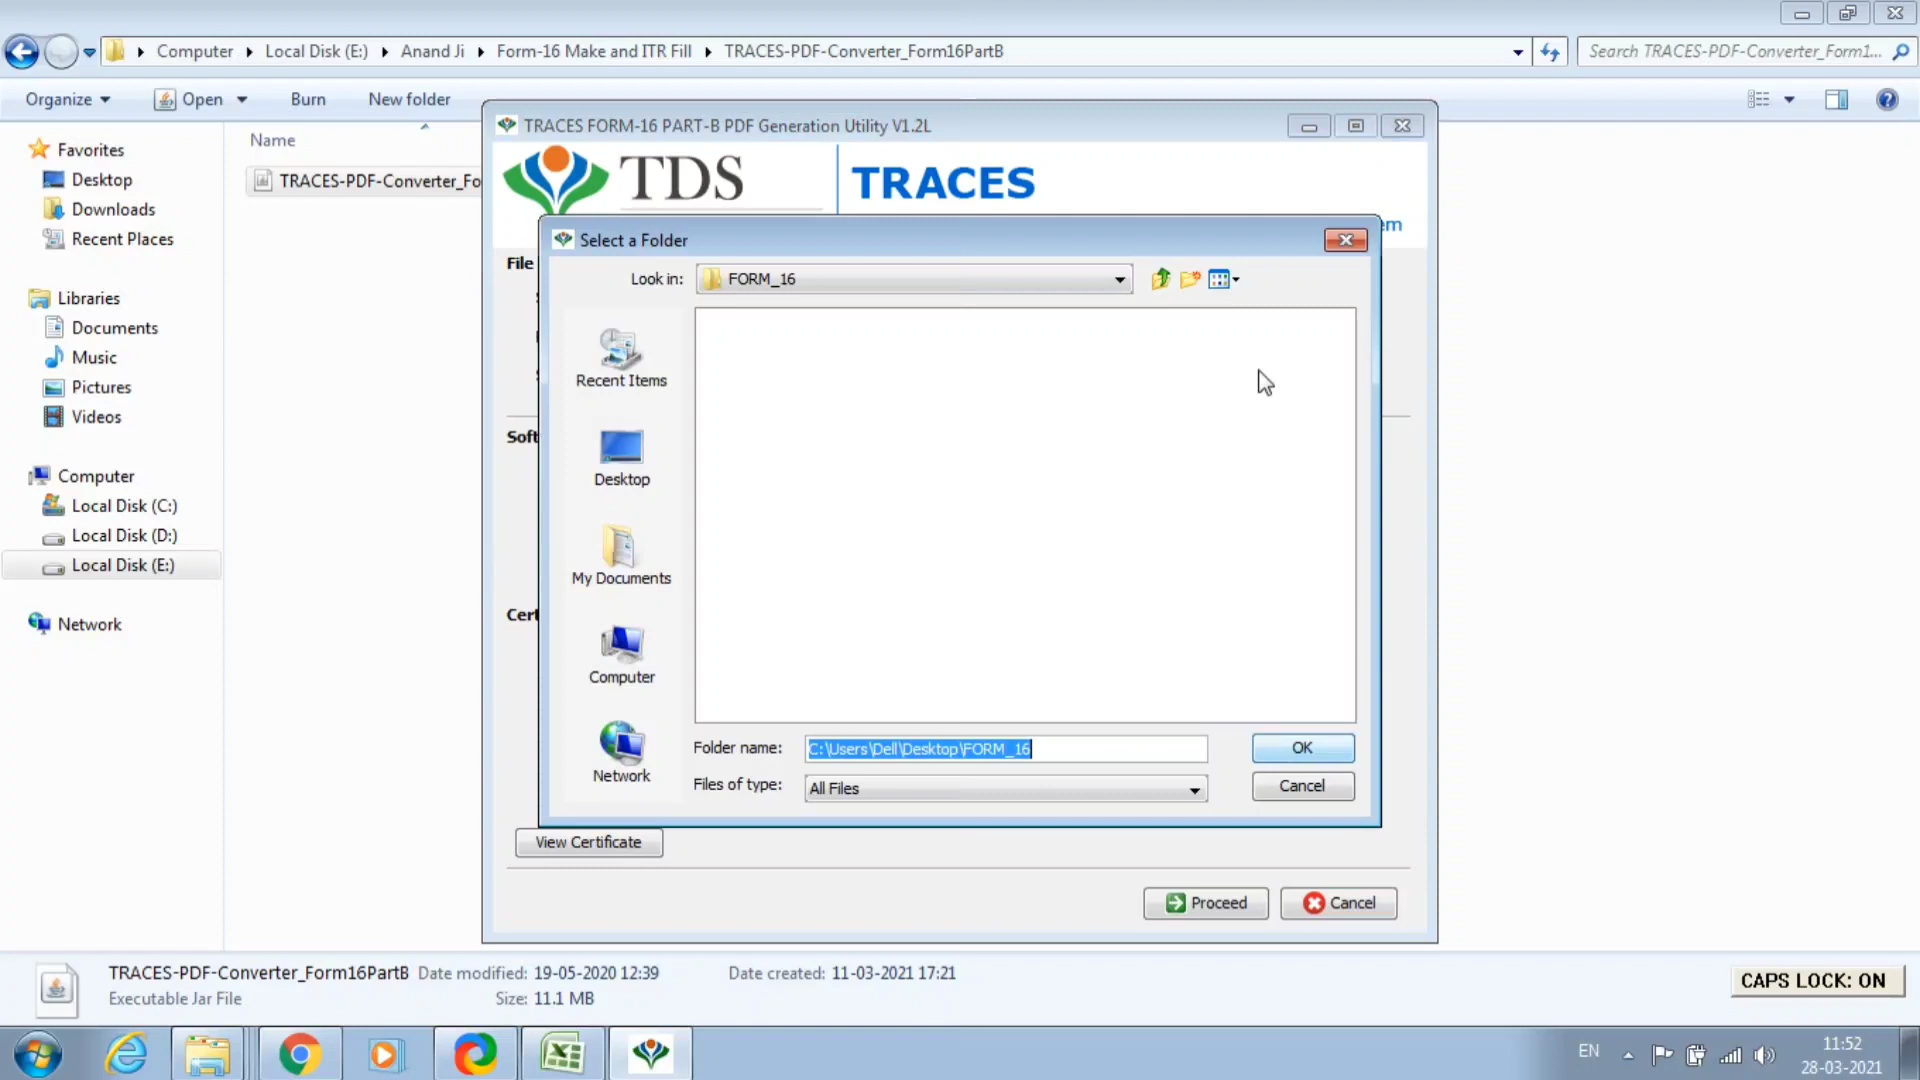 Computer Local Disk (E:) Anand Ji Form-16 Make and ITR Fill TRACES-PDF-Converter_Form16PartB
Search TRACES-PDF-Converter_Form1...
Organize Open Burn New folder
Favorites
Desktop
Downloads
Recent Places
Libraries
Documents
Music
Pictures
Videos
Computer
Local Disk (C:)
Local Disk (D:)
Local Disk (E:)
Network
Name
TRACES-PDF-Converter_Fo
TRACES FORM-16 PART-B PDF Generation Utility V1.2L
TDS
TRACES
em
File
Soft
Cert
Select a Folder
Look in: FORM_16
Recent Items
Desktop
My Documents
Computer
Network
Folder name: C:\Users\Dell\Desktop\FORM_16
OK
Files of type: All Files
Cancel
View Certificate
Proceed Cancel
TRACES-PDF-Converter_Form16PartB Date modified: 19-05-2020 12:39 Date created: 11-03-2021 17:21
Executable Jar File Size: 11.1 MB
CAPS LOCK: ON
EN
11:52
28-03-2021